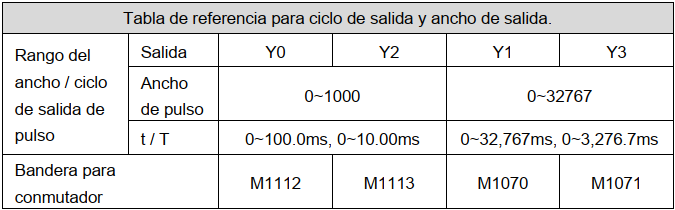 Tabla de referencia para ciclo de salida y ancho de salida.
Rango del ancho / ciclo de salida de pulso
Salida Y0 Y2 Y1 Y3
Ancho de pulso 0~1000 0~32767
t / T 0~100.0ms, 0~10.00ms 0~32,767ms, 0~3,276.7ms
Bandera para conmutador M1112 M1113 M1070 M1071